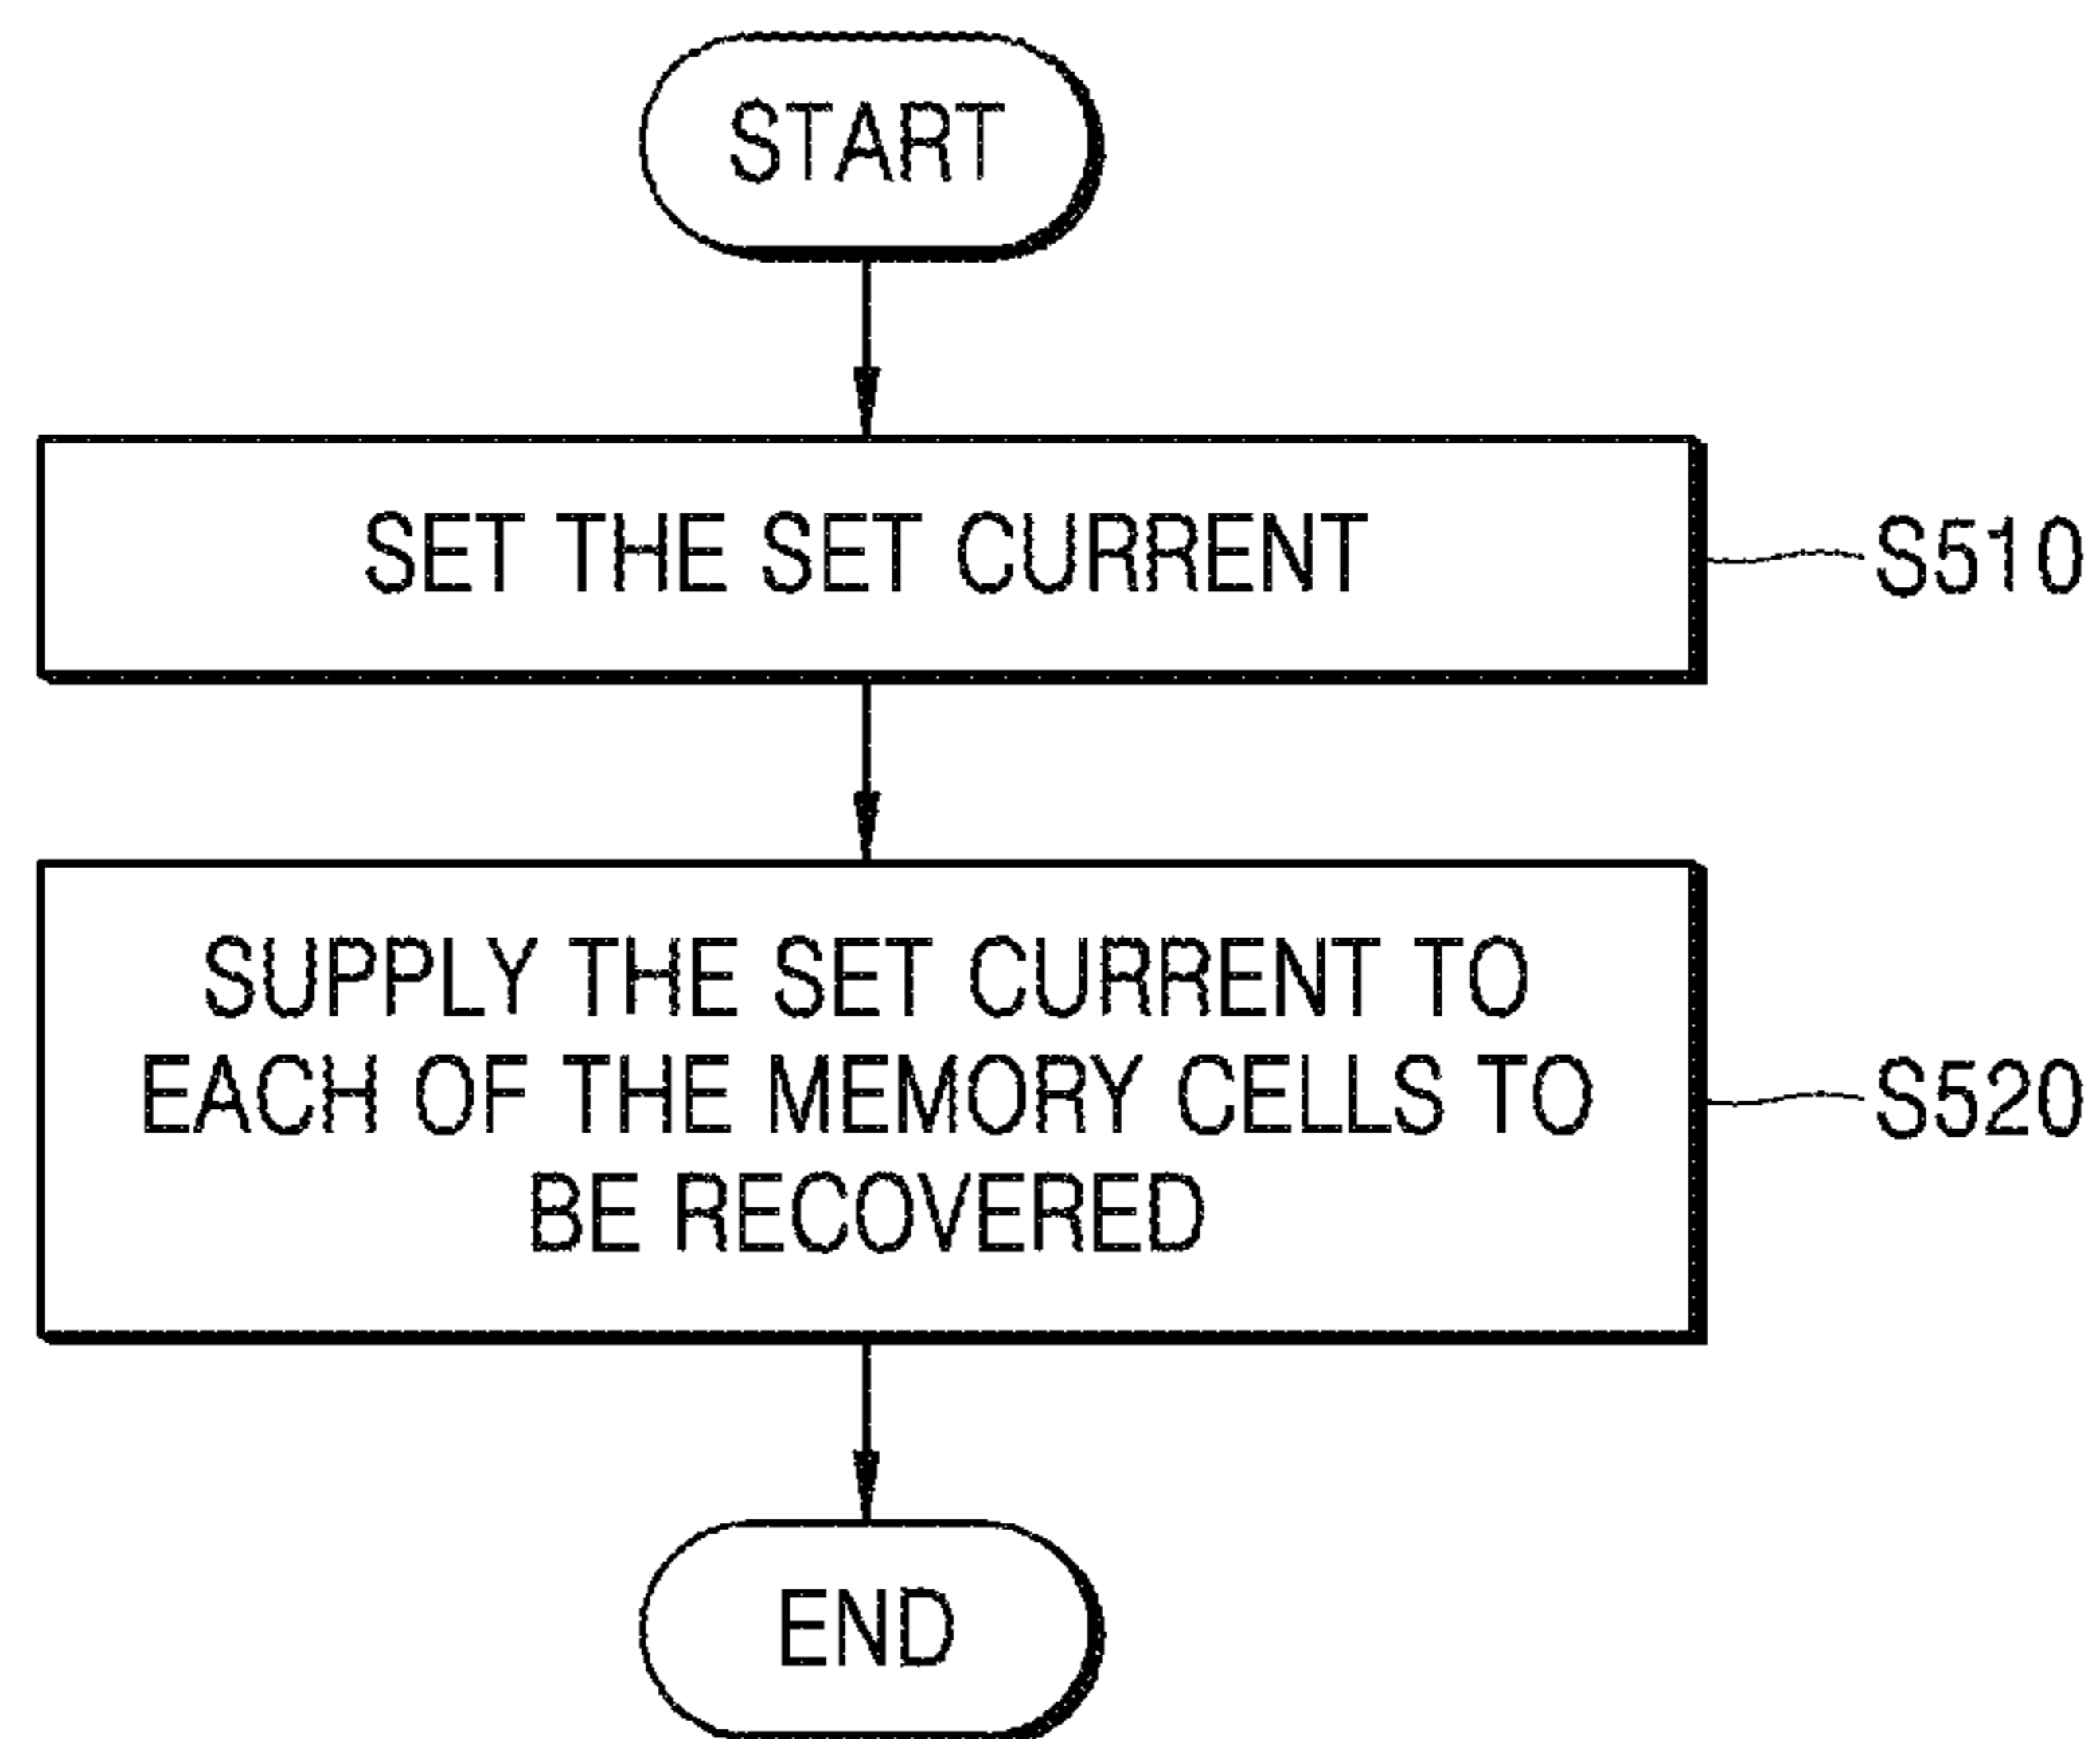 START
SET THE SET CURRENT
S510
SUPPLY THE SET CURRENT TO
EACH OF THE MEMORY CELLS TO
BE RECOVERED
S520
END